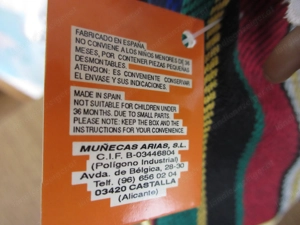 FABRICADO EN ESPAÑA.
NO CONVIENE A LOS NIÑOS MENORES DE 36
MESES, POR CONTENER PIEZAS PEQUEÑAS
DESMONTABLES.
ATENCION: ES CONVENIENTE CONSERVAR
EL ENVASE Y SUS INDICACIONES.
MADE IN SPAIN
NOT SUITABLE FOR CHILDREN UNDER
36 MONTHS. DUE TO SMALL PARTS
PLEASE NOTE: KEEP THE BOX AND THE
INSTRUCTIONS FOR YOUR CONVENIENCE
MUÑECAS ARIAS, S.L.
C.I.F. B-03446804
(Polígono Industrial)
Avda. de Bélgica, 28-30
Telf. (96) 656 02 04
03420 CASTALLA
(Alicante)